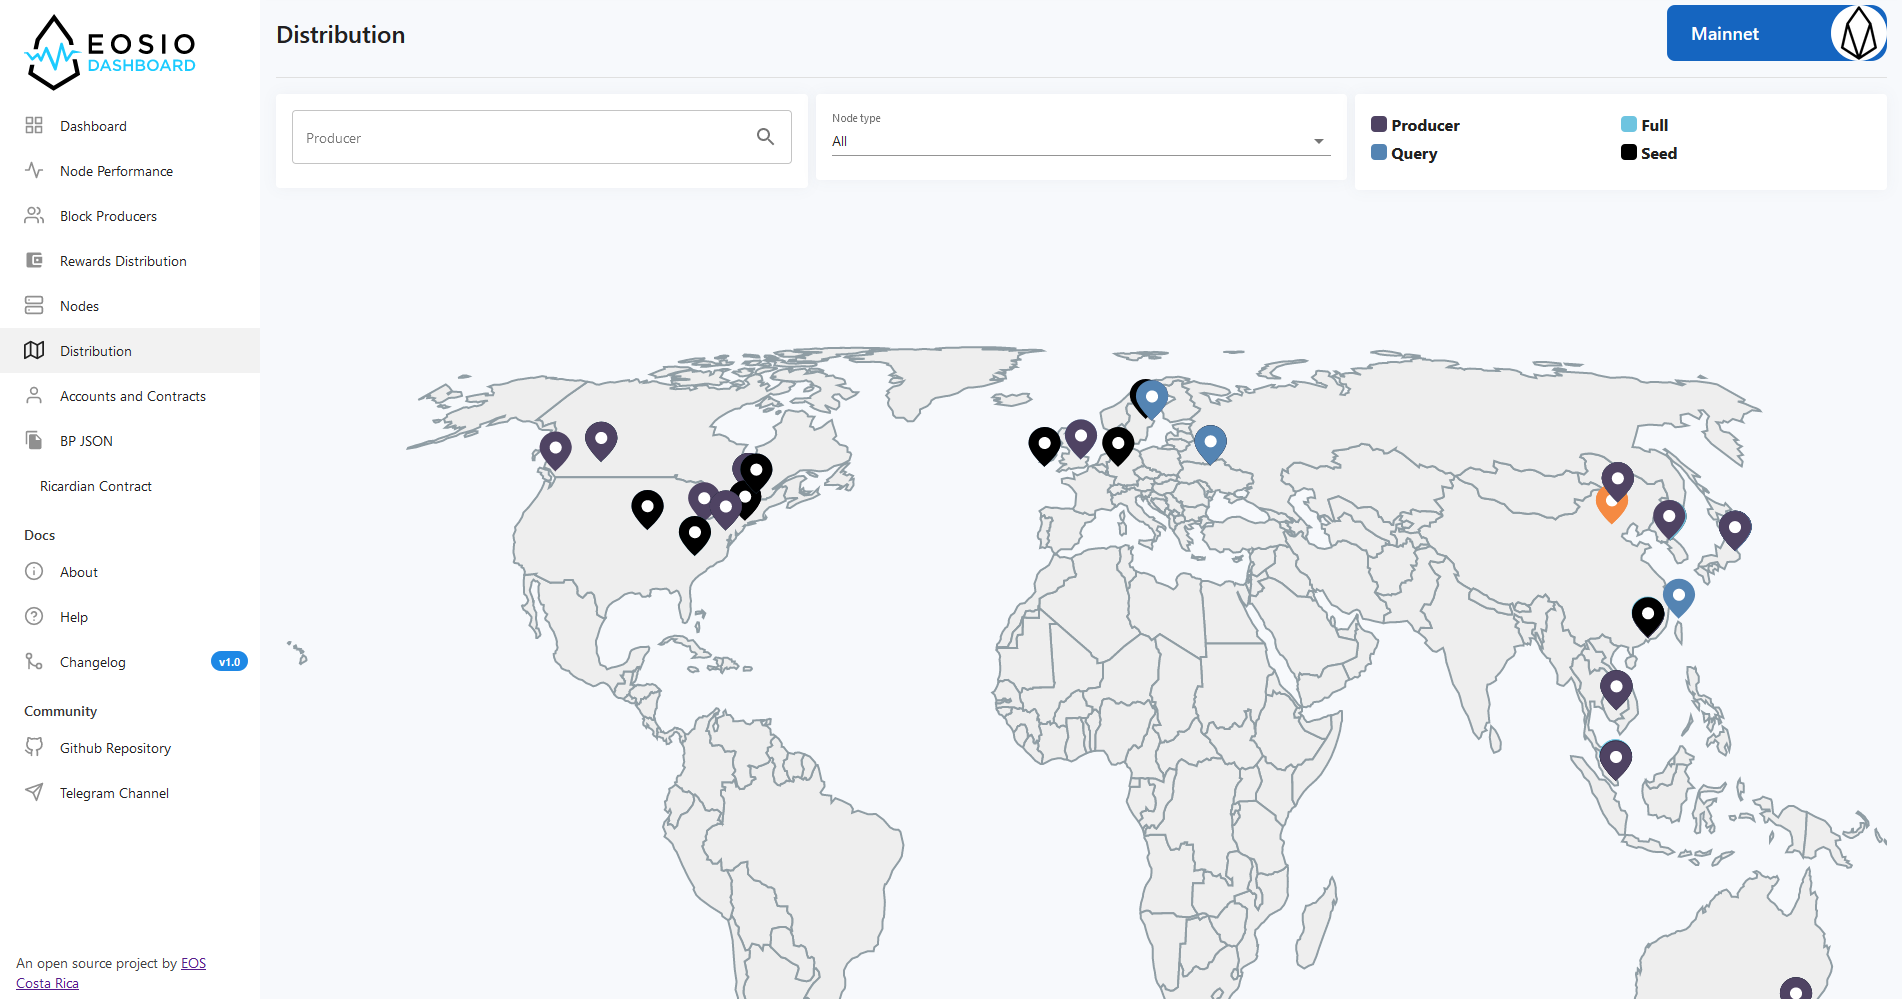 EOSIO
DASHBOARD
Dashboard
Node Performance
Block Producers
Rewards Distribution
Nodes
Distribution
Accounts and Contracts
BP JSON
Ricardian Contract
Docs
About
Help
Changelog
v1.0
Community
Github Repository
Telegram Channel
An open source project by EOS
Costa Rica
Distribution
Mainnet
Producer
Node type
All
Producer
Full
Query
Seed